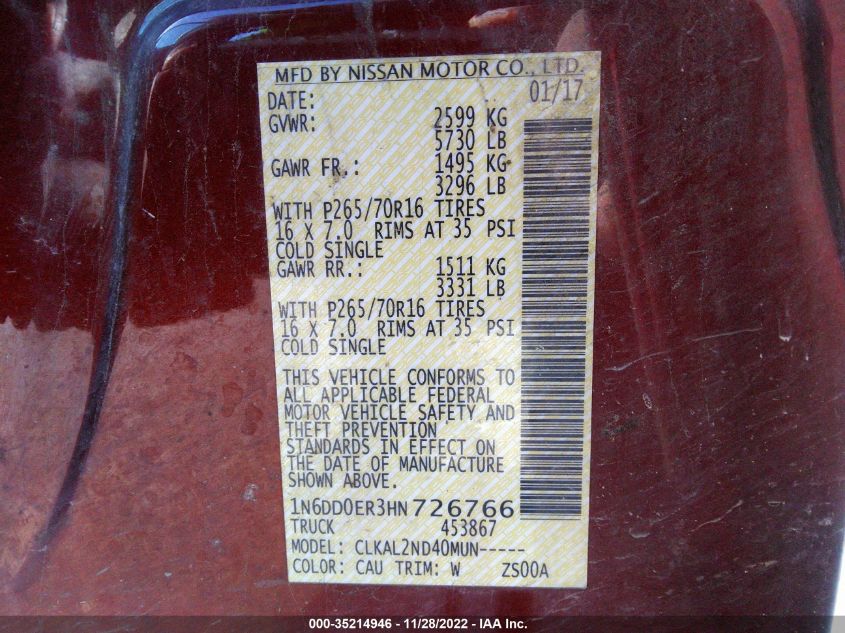 MFD BY NISSAN MOTOR CO., LTD.
DATE: 01/17
GVWR: 2599 KG
5730 LB
GAWR FR.: 1495 KG
3296 LB
WITH P265/70R16 TIRES
16 X 7.0 RIMS AT 35 PSI
COLD SINGLE
GAWR RR.: 1511 KG
3331 LB
WITH P265/70R16 TIRES
16 X 7.0 RIMS AT 35 PSI
COLD SINGLE
THIS VEHICLE CONFORMS TO
ALL APPLICABLE FEDERAL
MOTOR VEHICLE SAFETY AND
THEFT PREVENTION
STANDARDS IN EFFECT ON
THE DATE OF MANUFACTURE
SHOWN ABOVE.
1N6DD0ER3HN726766
TRUCK 453867
MODEL: CLKAL2ND40MUN-----
COLOR: CAU TRIM: W ZS00A
000-35214946 - 11/28/2022 - IAA Inc.